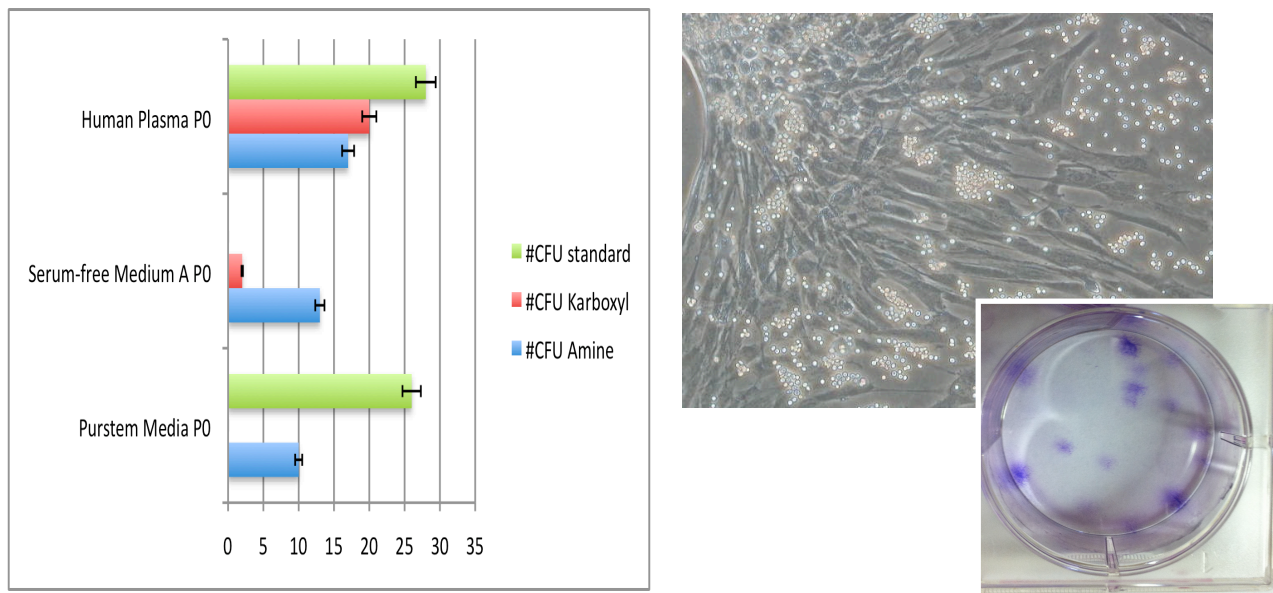 Human Plasma P0
Serum-free Medium A P0
Purstem Media P0
#CFU standard
#CFU Karboxyl
#CFU Amine
0 5 10 15 20 25 30 35